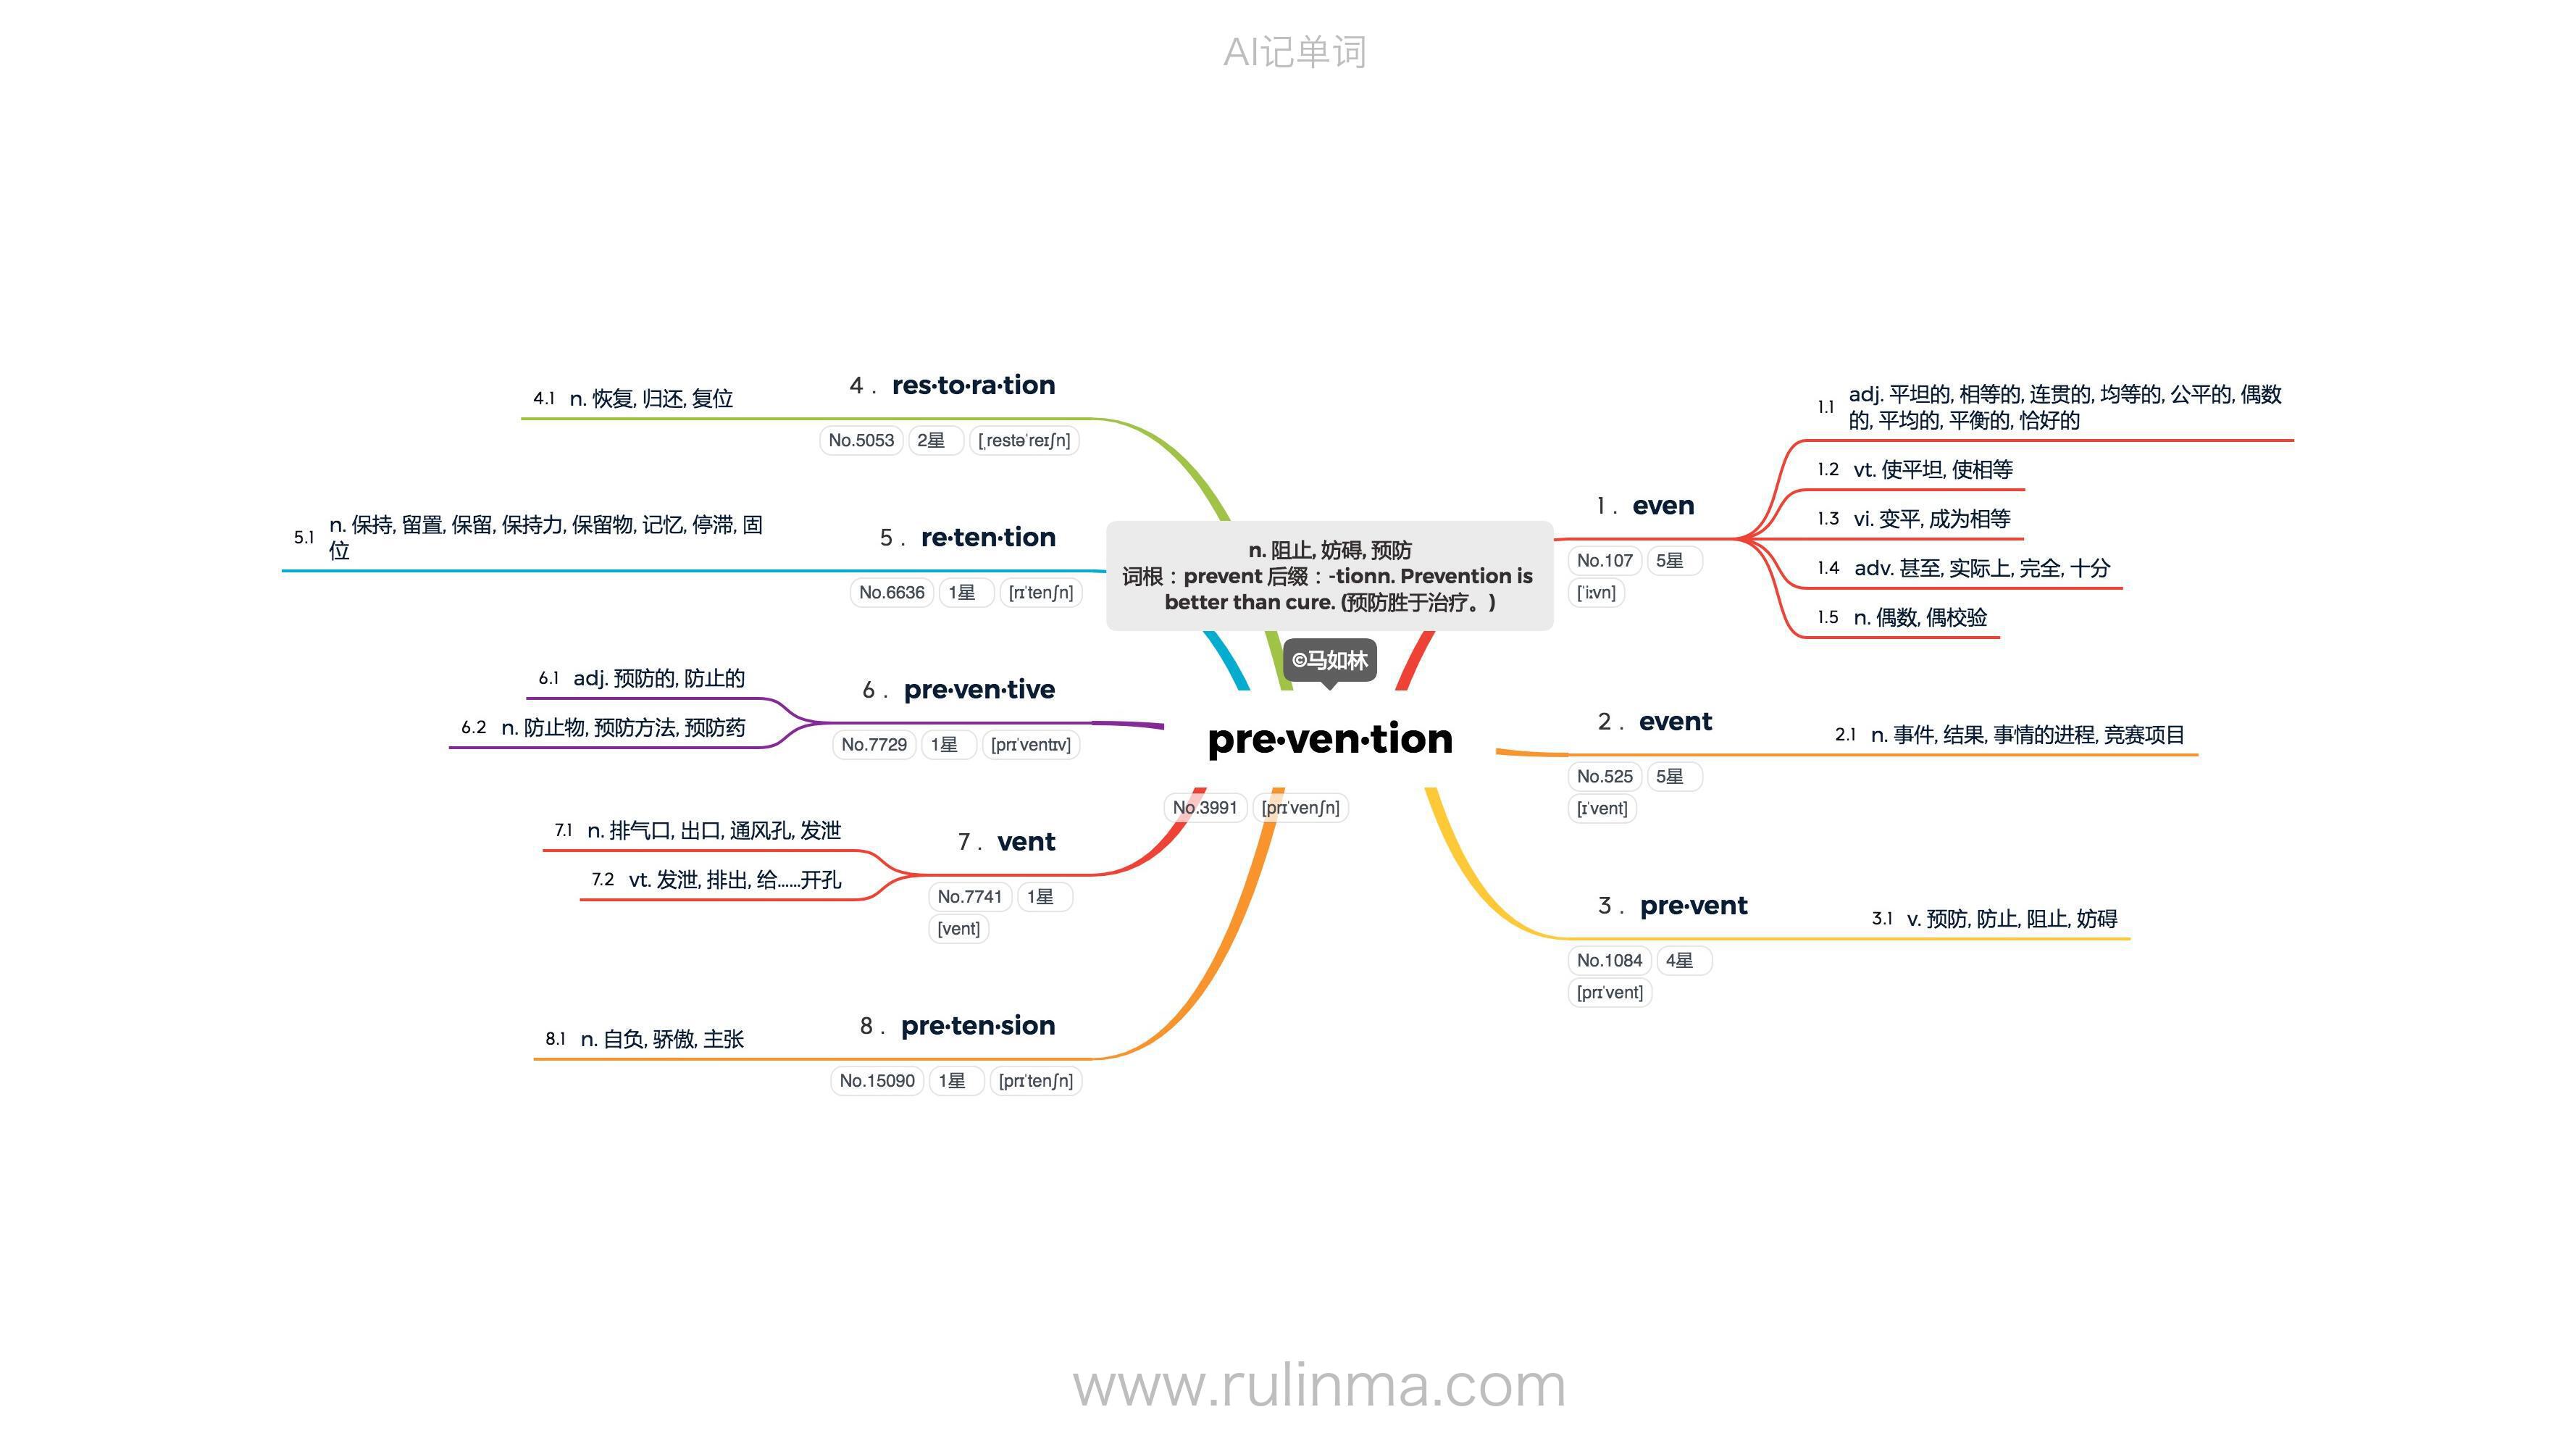 AI记单词
n. 阻止, 妨碍, 预防
词根：prevent 后缀：-tionn. Prevention is
better than cure. (预防胜于治疗。)
©马如林
pre·ven·tion
No.3991 [prɪˈvenʃn]
1 . even
No.107 5星
[ˈiːvn]
1.1 adj. 平坦的, 相等的, 连贯的, 均等的, 公平的, 偶数
的, 平均的, 平衡的, 恰好的
1.2 vt. 使平坦, 使相等
1.3 vi. 变平, 成为相等
1.4 adv. 甚至, 实际上, 完全, 十分
1.5 n. 偶数, 偶校验
2 . event
No.525 5星
[ɪˈvent]
2.1 n. 事件, 结果, 事情的进程, 竞赛项目
3 . pre·vent
No.1084 4星
[prɪˈvent]
3.1 v. 预防, 防止, 阻止, 妨碍
4 . res·to·ra·tion
No.5053 2星 [ˌrestəˈreɪʃn]
4.1 n. 恢复, 归还, 复位
5 . re·ten·tion
No.6636 1星 [rɪˈtenʃn]
5.1 n. 保持, 留置, 保留, 保持力, 保留物, 记忆, 停滞, 固
位
6 . pre·ven·tive
No.7729 1星 [prɪˈventɪv]
6.1 adj. 预防的, 防止的
6.2 n. 防止物, 预防方法, 预防药
7 . vent
No.7741 1星
[vent]
7.1 n. 排气口, 出口, 通风孔, 发泄
7.2 vt. 发泄, 排出, 给......开孔
8 . pre·ten·sion
No.15090 1星 [prɪˈtenʃn]
8.1 n. 自负, 骄傲, 主张
www.rulinma.com